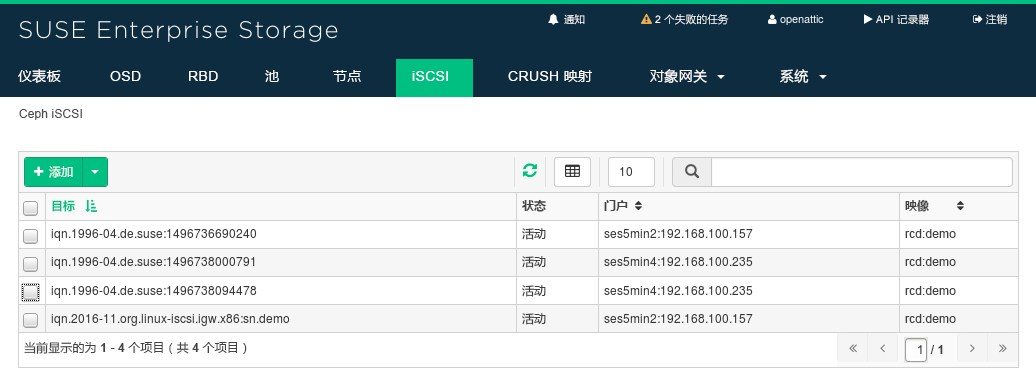 SUSE Enterprise Storage
通知 2 个失败的任务 openattic API 记录器 注销
仪表板 OSD RBD 池 节点 iSCSI CRUSH 映射 对象网关 系统
Ceph iSCSI
添加 10
目标 状态 门户 映像
iqn.1996-04.de.suse:1496736690240 活动 ses5min2:192.168.100.157 rcd:demo
iqn.1996-04.de.suse:1496738000791 活动 ses5min4:192.168.100.235 rcd:demo
iqn.1996-04.de.suse:1496738094478 活动 ses5min4:192.168.100.235 rcd:demo
iqn.2016-11.org.linux-iscsi.igw.x86:sn.demo 活动 ses5min2:192.168.100.157 rcd:demo
当前显示的为 1 - 4 个项目 ( 共 4 个项目 ) 1 / 1